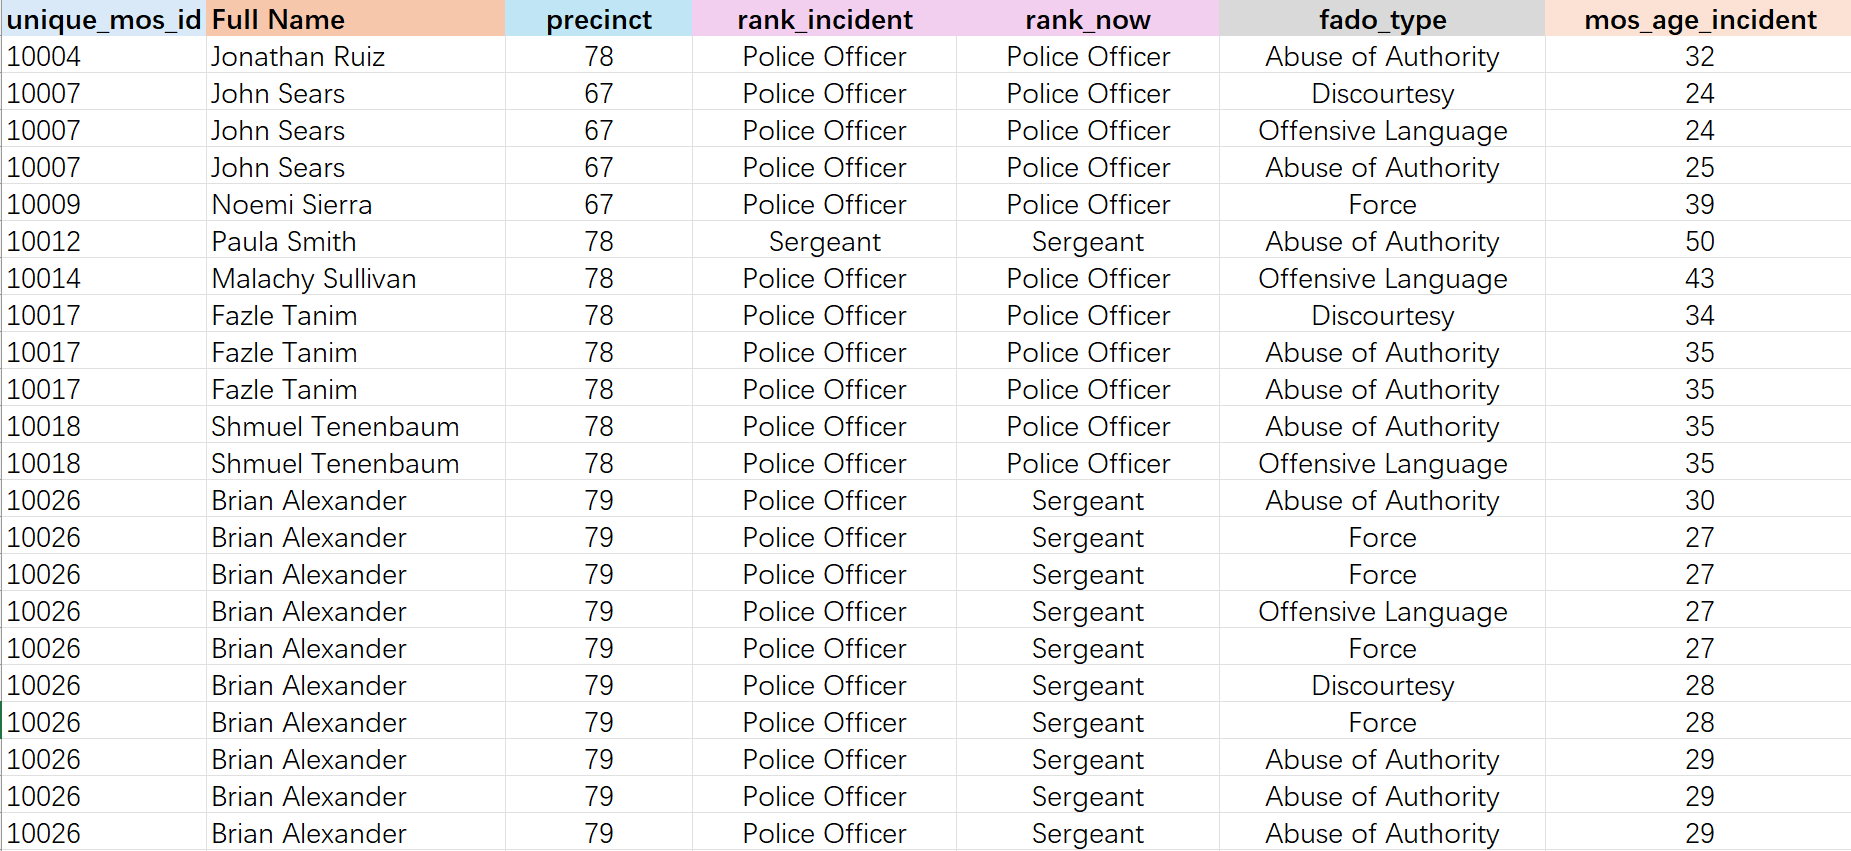 unique_mos_id Full Name precinct rank_incident rank_now fado_type mos_age_incident
10004 Jonathan Ruiz 78 Police Officer Police Officer Abuse of Authority 32
10007 John Sears 67 Police Officer Police Officer Discourtesy 24
10007 John Sears 67 Police Officer Police Officer Offensive Language 24
10007 John Sears 67 Police Officer Police Officer Abuse of Authority 25
10009 Noemi Sierra 67 Police Officer Police Officer Force 39
10012 Paula Smith 78 Sergeant Sergeant Abuse of Authority 50
10014 Malachy Sullivan 78 Police Officer Police Officer Offensive Language 43
10017 Fazle Tanim 78 Police Officer Police Officer Discourtesy 34
10017 Fazle Tanim 78 Police Officer Police Officer Abuse of Authority 35
10017 Fazle Tanim 78 Police Officer Police Officer Abuse of Authority 35
10018 Shmuel Tenenbaum 78 Police Officer Police Officer Abuse of Authority 35
10018 Shmuel Tenenbaum 78 Police Officer Police Officer Offensive Language 35
10026 Brian Alexander 79 Police Officer Sergeant Abuse of Authority 30
10026 Brian Alexander 79 Police Officer Sergeant Force 27
10026 Brian Alexander 79 Police Officer Sergeant Force 27
10026 Brian Alexander 79 Police Officer Sergeant Offensive Language 27
10026 Brian Alexander 79 Police Officer Sergeant Force 27
10026 Brian Alexander 79 Police Officer Sergeant Discourtesy 28
10026 Brian Alexander 79 Police Officer Sergeant Force 28
10026 Brian Alexander 79 Police Officer Sergeant Abuse of Authority 29
10026 Brian Alexander 79 Police Officer Sergeant Abuse of Authority 29
10026 Brian Alexander 79 Police Officer Sergeant Abuse of Authority 29